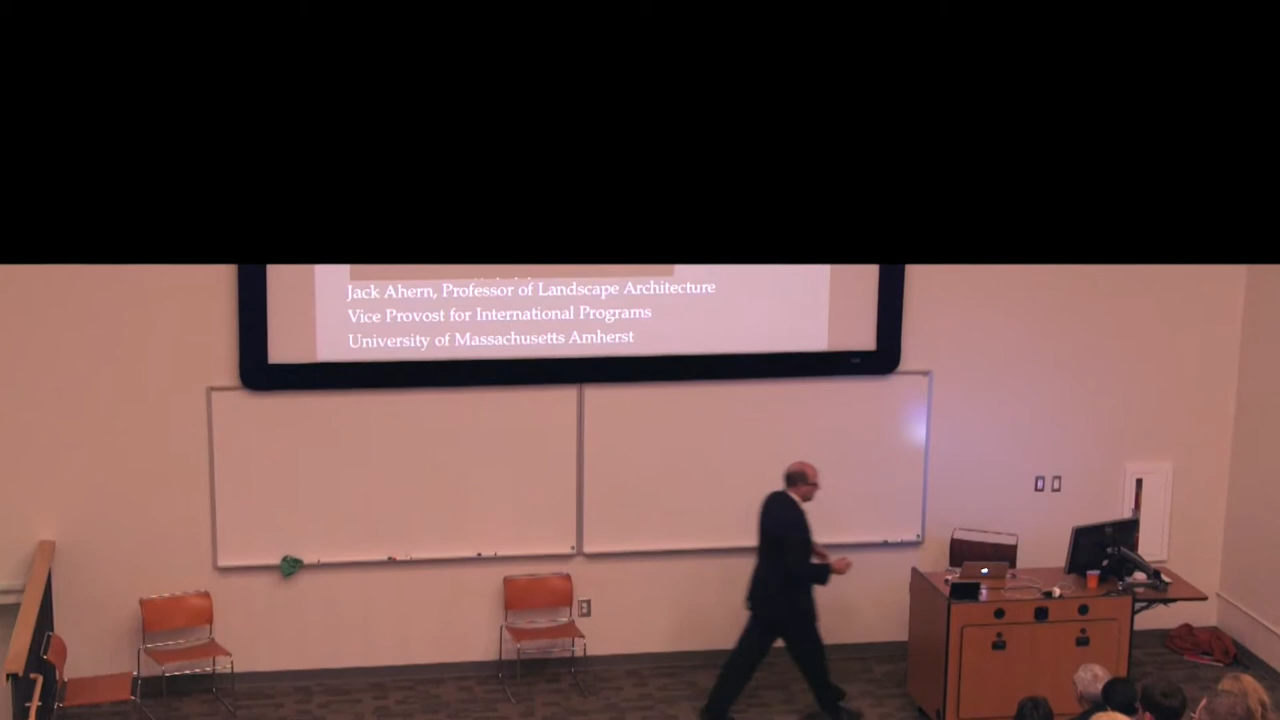 Jack Ahern, Professor of Landscape Architecture
Vice Provost for International Programs
University of Massachusetts Amherst